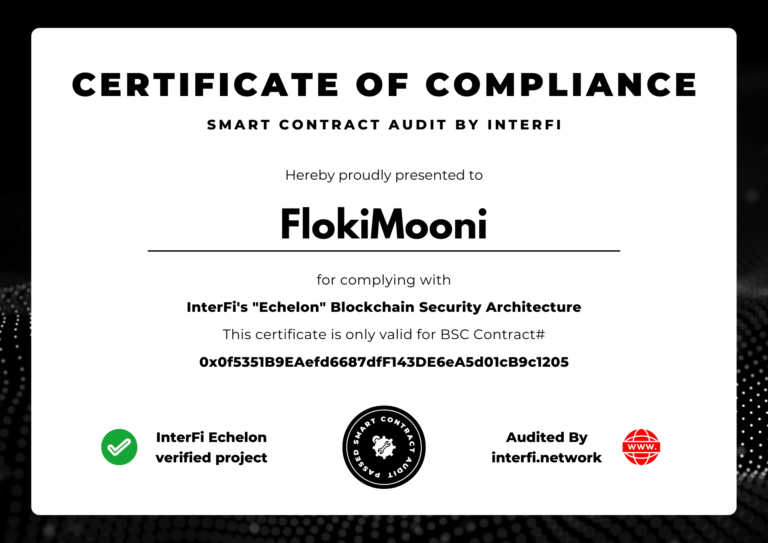 CERTIFICATE OF COMPLIANCE
SMART CONTRACT AUDIT BY INTERFI
Hereby proudly presented to
FlokiMooni
for complying with
InterFi's "Echelon" Blockchain Security Architecture
This certificate is only valid for BSC Contract#
0x0f5351B9EAefd6687dfF143DE6eA5d01cB9c1205
InterFi Echelon
verified project
PASSED SMART CONTRACT AUDIT
Audited By
interfi.network
WWW.